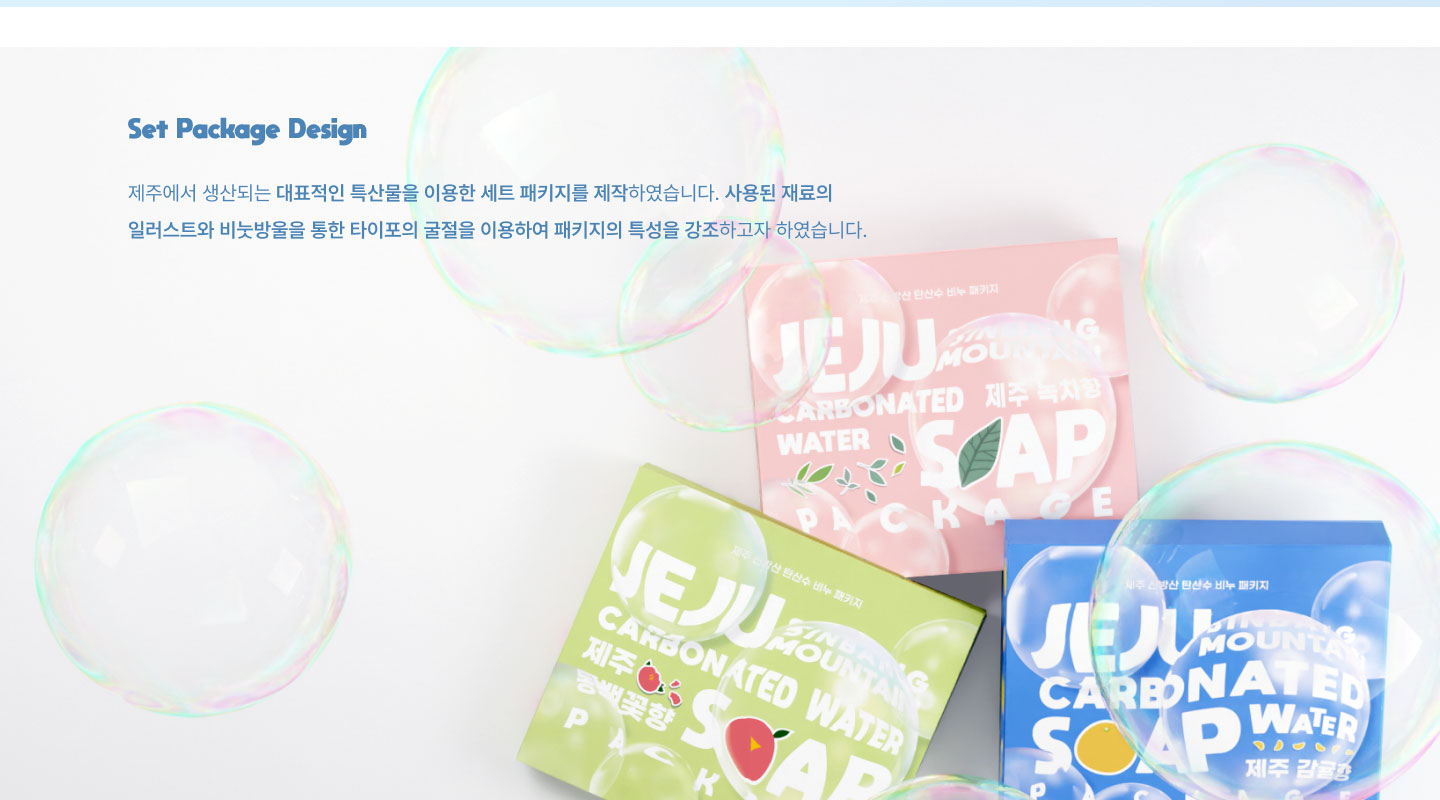 Set Package Design
제주에서 생산되는 대표적인 특산물을 이용한 세트 패키지를 제작하였습니다. 사용된 재료의
일러스트와 비눗방울을 통한 타이포의 굴절을 이용하여 패키지의 특성을 강조하고자 하였습니다.
제주 산방산 탄산수 비누 패키지
JEJU
MOUNTAIN
CARBONATED
제주 녹차향
WATER
SOAP
PACKAGE
제주 산방산 탄산수 비누 패키지
JEJU
SINBANG
MOUNTAIN
CARBONATED WATER
제주
동백꽃향
SOAP
P A C K
제주 산방산 탄산수 비누 패키지
JEJU
SINBANG
MOUNTAIN
CARBONATED
WATER
SOAP
제주 감귤향
PACKAGE